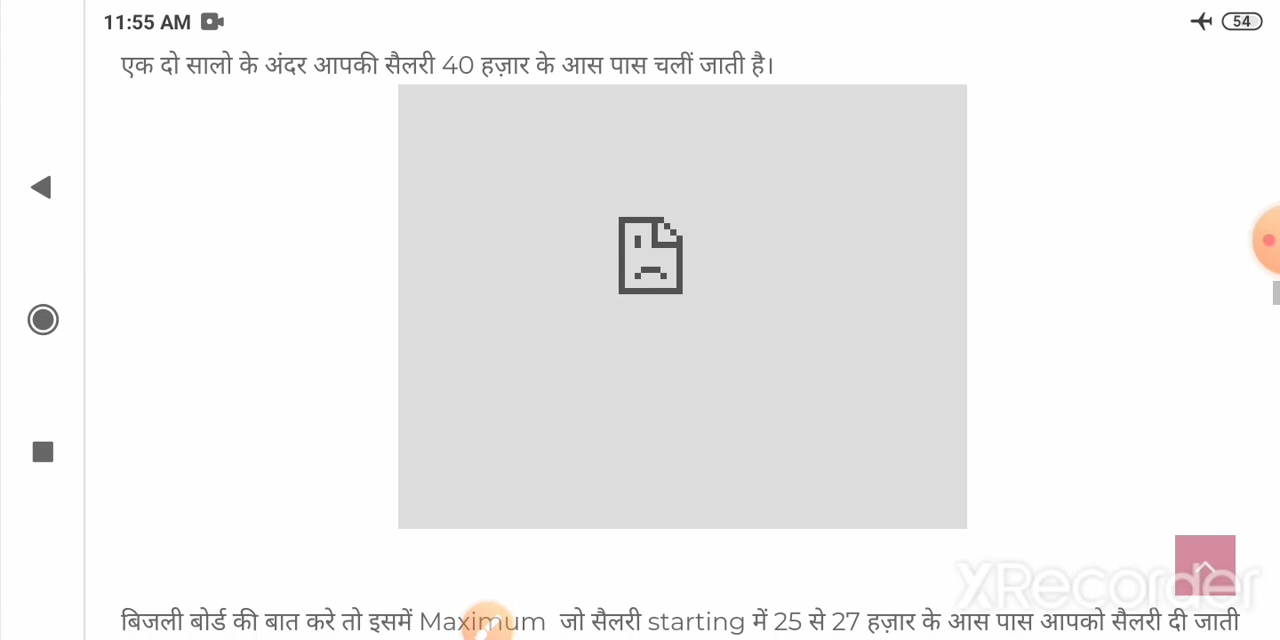 11:55 AM
54
एक दो सालो के अंदर आपकी सैलरी 40 हज़ार के आस पास चलीं जाती है।
XRecorder
बिजली बोर्ड की बात करे तो इसमें Maximum जो सैलरी starting में 25 से 27 हज़ार के आस पास आपको सैलरी दी जाती